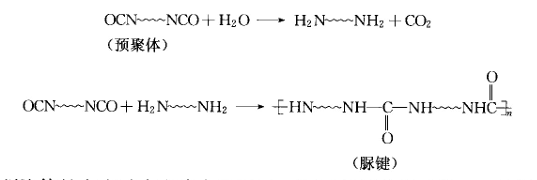 OCN~~~NCO + H₂O ⟶ H₂N~~~NH₂ + CO₂
(预聚体)
O
OCN~~~NCO + H₂N~~~NH₂ ⟶ [HN~~~NH—C—NH~~~NHC]ₙ
O
(脲键)